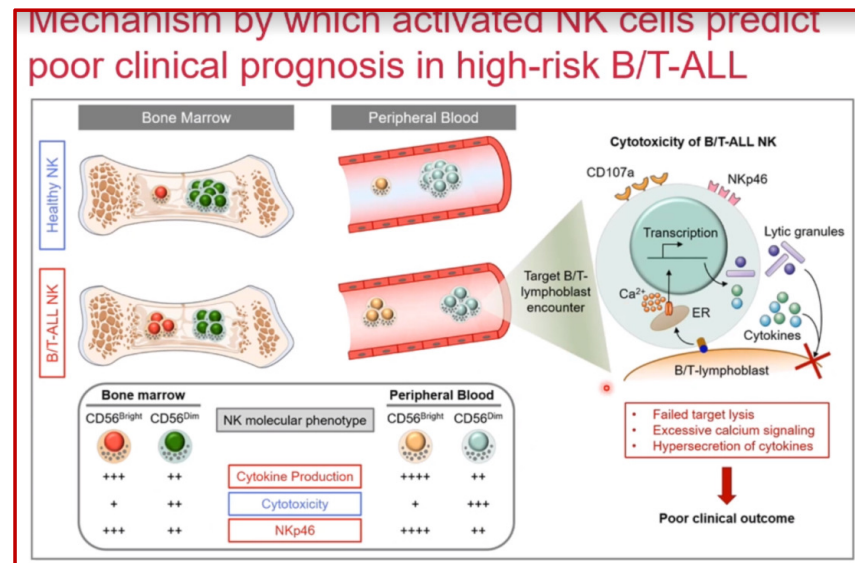 Mechanism by which activated NK cells predict
poor clinical prognosis in high-risk B/T-ALL
Bone Marrow
Peripheral Blood
Healthy NK
B/T-ALL NK
Cytotoxicity of B/T-ALL NK
CD107a
NKp46
Transcription
Lytic granules
Target B/T-
lymphoblast
encounter
Ca2+
ER
Cytokines
B/T-lymphoblast
Bone marrow
Peripheral Blood
CD56Bright CD56Dim
NK molecular phenotype
CD56Bright CD56Dim
+++ ++ Cytokine Production ++++ ++
+ ++ Cytotoxicity + +++
+++ ++ NKp46 ++++ ++
• Failed target lysis
• Excessive calcium signaling
• Hypersecretion of cytokines
Poor clinical outcome